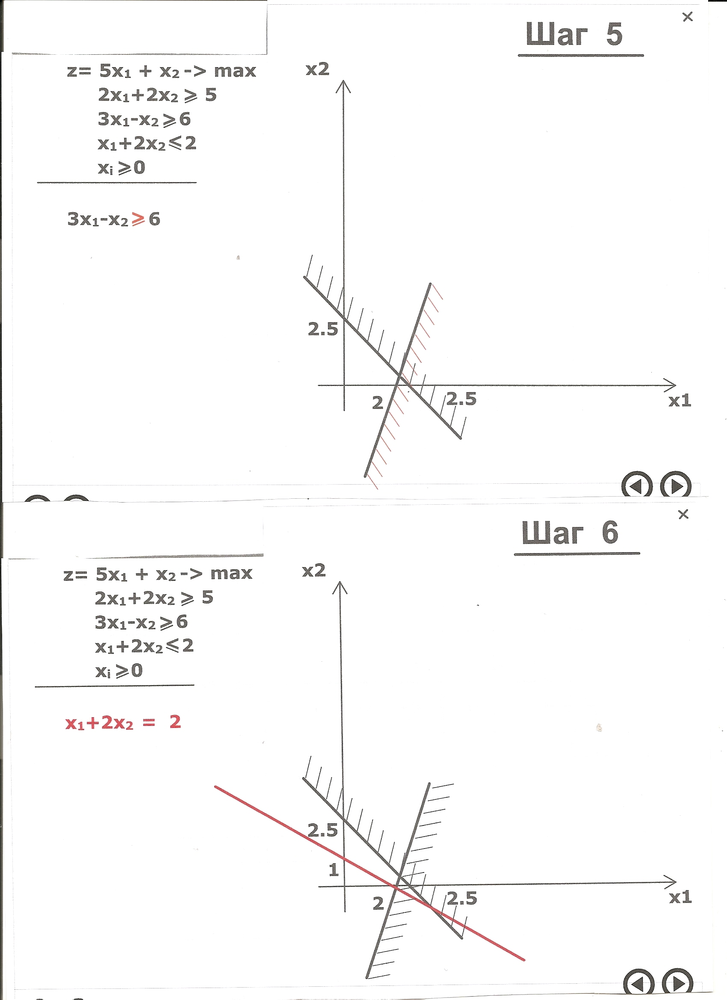 Шаг 5
z= 5x₁ + x₂ -> max
2x₁+2x₂ ⩾ 5
3x₁-x₂ ⩾ 6
x₁+2x₂ ⩽ 2
xᵢ ⩾ 0
3x₁-x₂ ⩾ 6
x2
2.5
2
2.5
x1
Шаг 6
z= 5x₁ + x₂ -> max
2x₁+2x₂ ⩾ 5
3x₁-x₂ ⩾ 6
x₁+2x₂ ⩽ 2
xᵢ ⩾ 0
x₁+2x₂ = 2
x2
2.5
1
2
2.5
x1